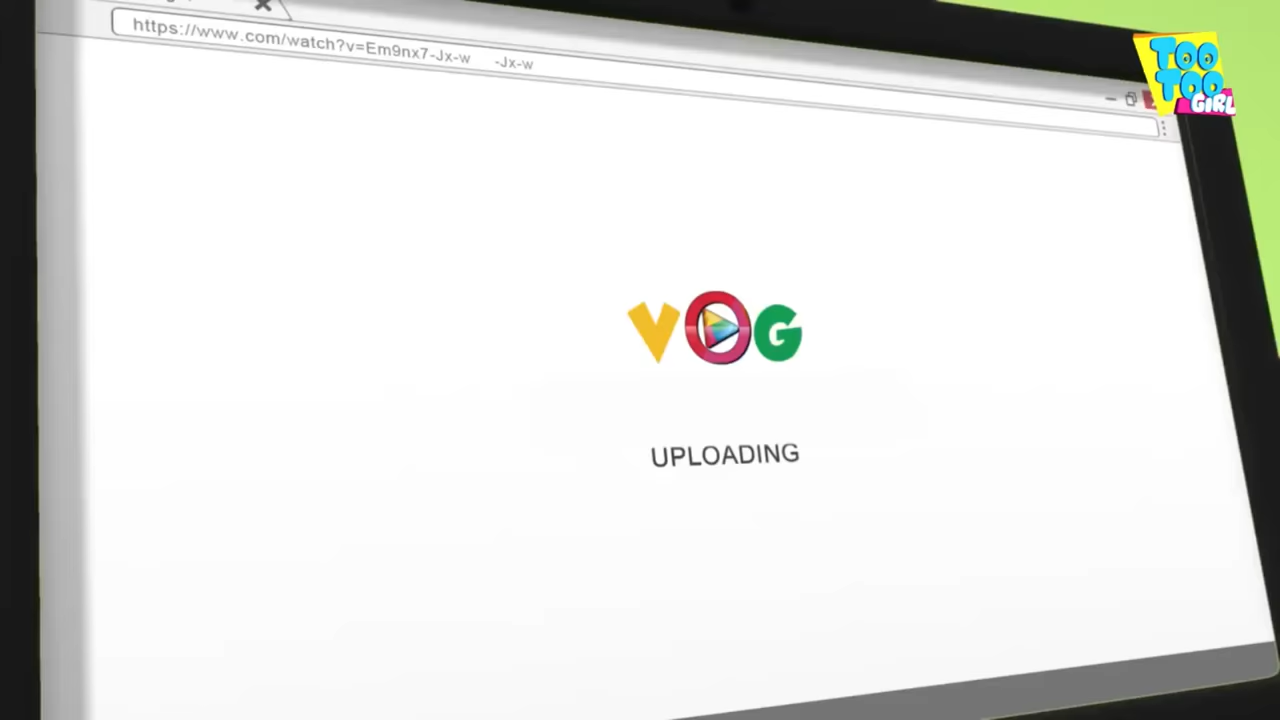 https://www.com/watch?v=Em9nx7-Jx-w -Jx-w
TOO
TOO
GIRL
VOG
UPLOADING